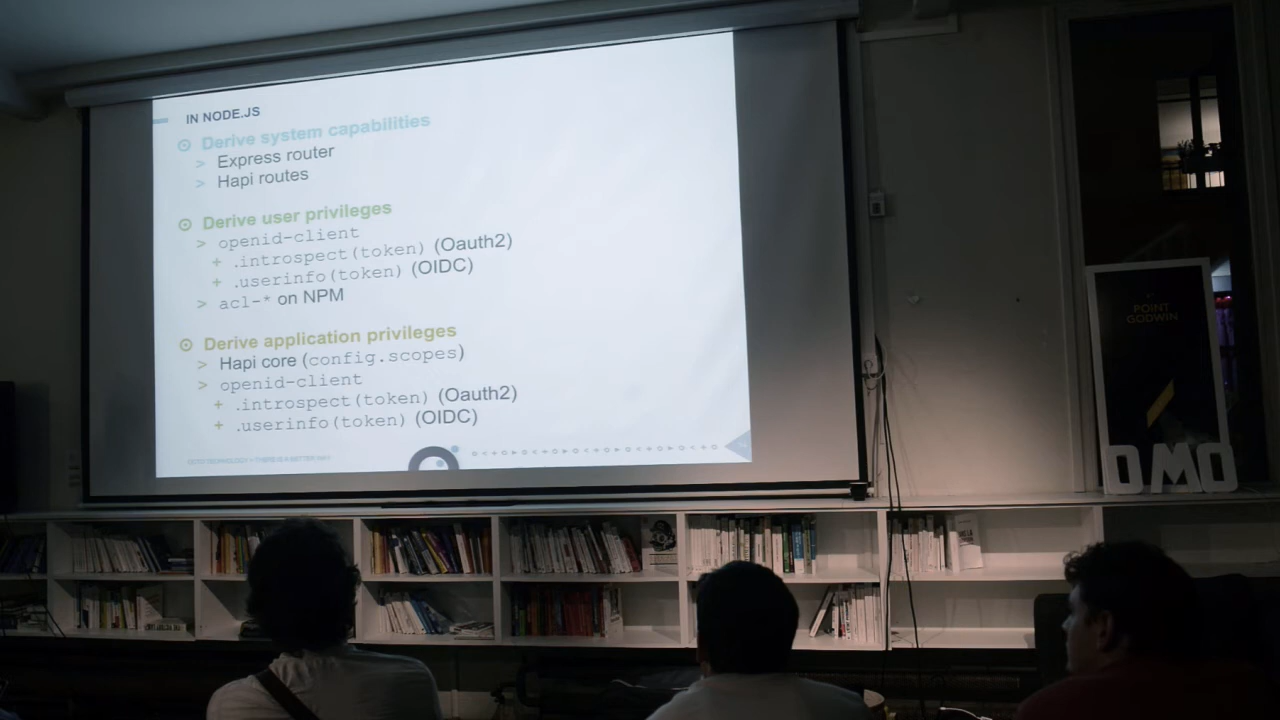 IN NODE.JS
Derive system capabilities
> Express router
> Hapi routes
Derive user privileges
> openid-client
+ .introspect(token) (Oauth2)
+ .userinfo(token) (OIDC)
> acl-* on NPM
Derive application privileges
> Hapi core (config.scopes)
> openid-client
+ .introspect(token) (Oauth2)
+ .userinfo(token) (OIDC)
POINT
GODWIN
OMO